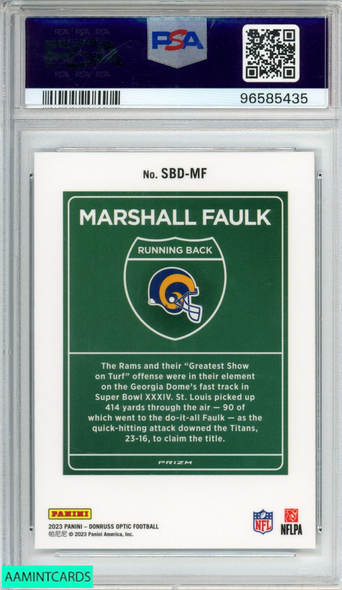 PSA
96585435
No. SBD-MF
MARSHALL FAULK
RUNNING BACK
The Rams and their “Greatest Show
on Turf” offense were in their element
on the Georgia Dome’s fast track in
Super Bowl XXXIV. St. Louis picked up
414 yards through the air — 90 of
which went to the do-it-all Faulk — as the
quick-hitting attack downed the Titans,
23-16, to claim the title.
PRIZM
PANINI
2023 PANINI – DONRUSS OPTIC FOOTBALL
帕尼尼 © 2023 Panini America, Inc.
NFL
NFLPA
AAMINTCARDS